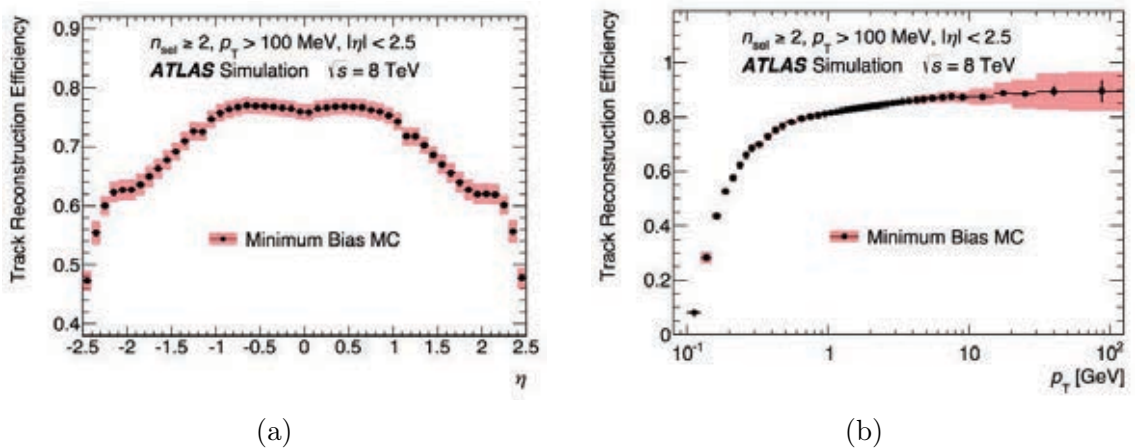 n_sel ≥ 2, p_T > 100 MeV, |η| < 2.5
ATLAS Simulation √s = 8 TeV
Track Reconstruction Efficiency
0.9
0.8
0.7
0.6
0.5
0.4
Minimum Bias MC
-2.5 -2 -1.5 -1 -0.5 0 0.5 1 1.5 2 2.5
η
(a)
n_sel ≥ 2, p_T > 100 MeV, |η| < 2.5
ATLAS Simulation √s = 8 TeV
Track Reconstruction Efficiency
1
0.8
0.6
0.4
0.2
0
Minimum Bias MC
10⁻¹ 1 10 10²
p_T [GeV]
(b)